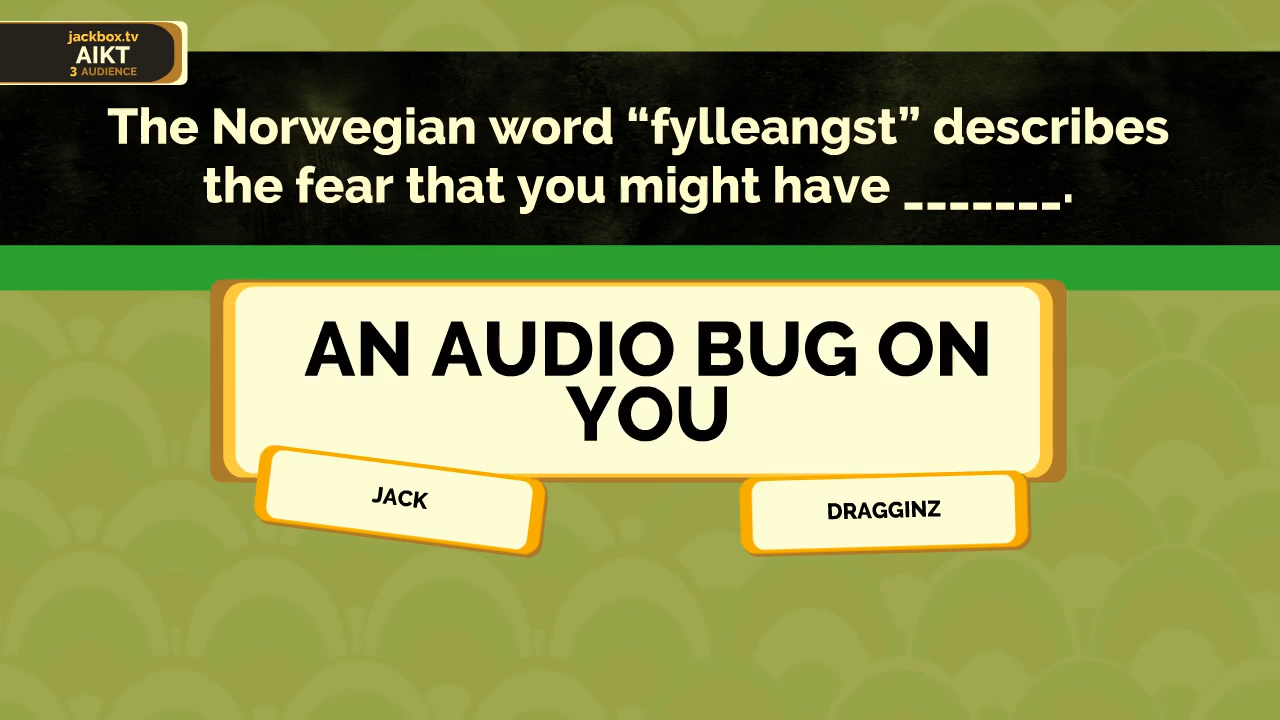 jackbox.tv
AIKT
3 AUDIENCE
The Norwegian word “fylleangst” describes
the fear that you might have _______.
AN AUDIO BUG ON
YOU
JACK
DRAGGINZ